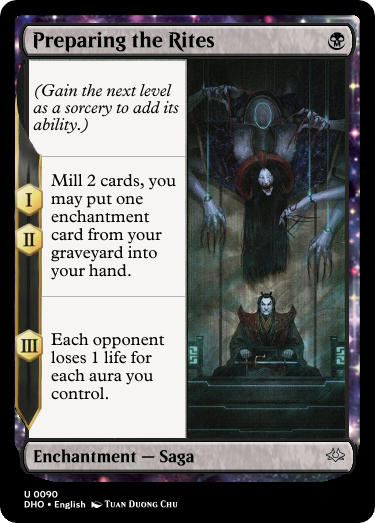 Preparing the Rites
(Gain the next level
as a sorcery to add its
ability.)
I
II
Mill 2 cards, you
may put one
enchantment
card from your
graveyard into
your hand.
III
Each opponent
loses 1 life for
each aura you
control.
Enchantment — Saga
U 0090
DHO • English Tuan Duong Chu